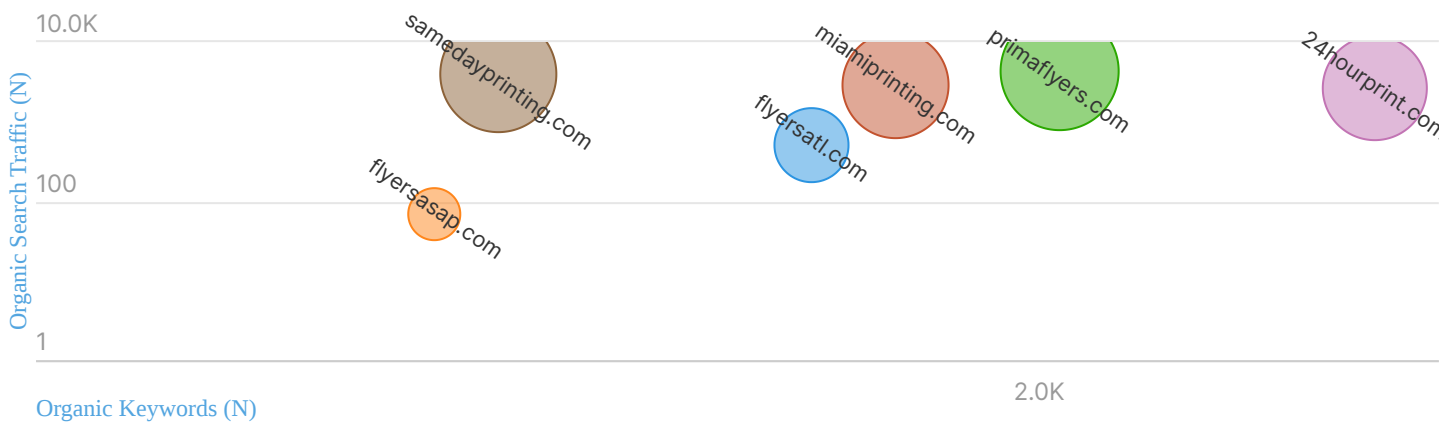 10.0K
samedayprinting.com
miamiprinting.com
primaflyers.com
24hourprint.com
flyersatl.com
flyersasap.com
100
1
Organic Search Traffic (N)
2.0K
Organic Keywords (N)